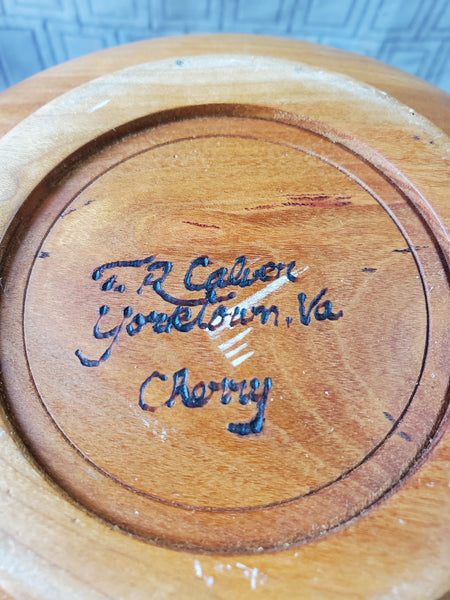 T. R Calver
Yorktown, Va
Cherry